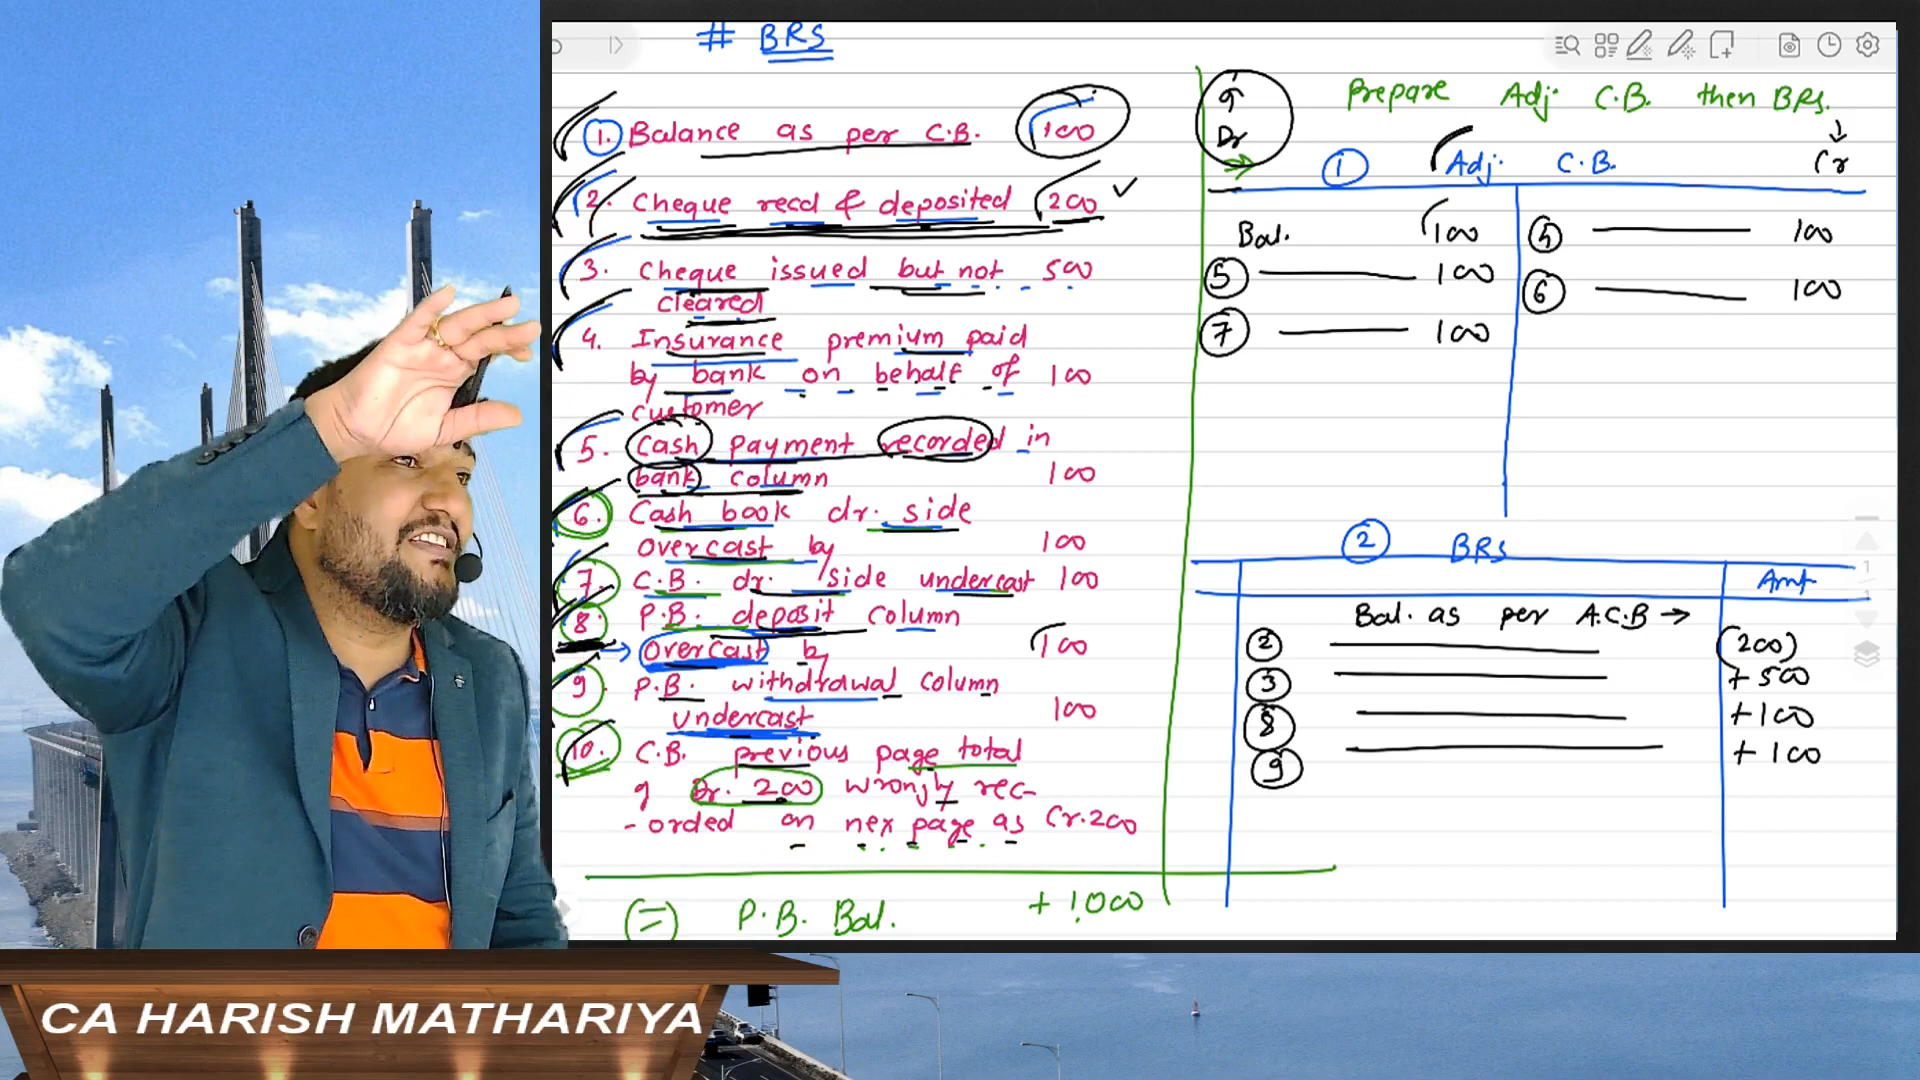 # BRS
1. Balance as per C.B. 100
2. Cheque recd & deposited 200
3. Cheque issued but not 500
cleared
4. Insurance premium paid
by bank on behalf of 100
customer
5. Cash payment recorded in
bank column 100
6. Cash book dr. side
overcast by 100
7. C.B. dr. side undercast 100
8. P.B. deposit column
→ overcast by 100
9. P.B. withdrawal column
undercast 100
10. C.B. previous page total
of Dr. 200 wrongly rec-
-orded on nex page as Cr.200
(=) P.B. Bal. +1,000
Prepare Adj. C.B. then BRS.
Dr 1 Adj. C.B. Cr
Bal. 100
5 100
7 100
4 100
6 100
2 BRS
Amt
Bal. as per A.C.B →
2 (200)
3 +500
8 +100
9 +100
CA HARISH MATHARIYA